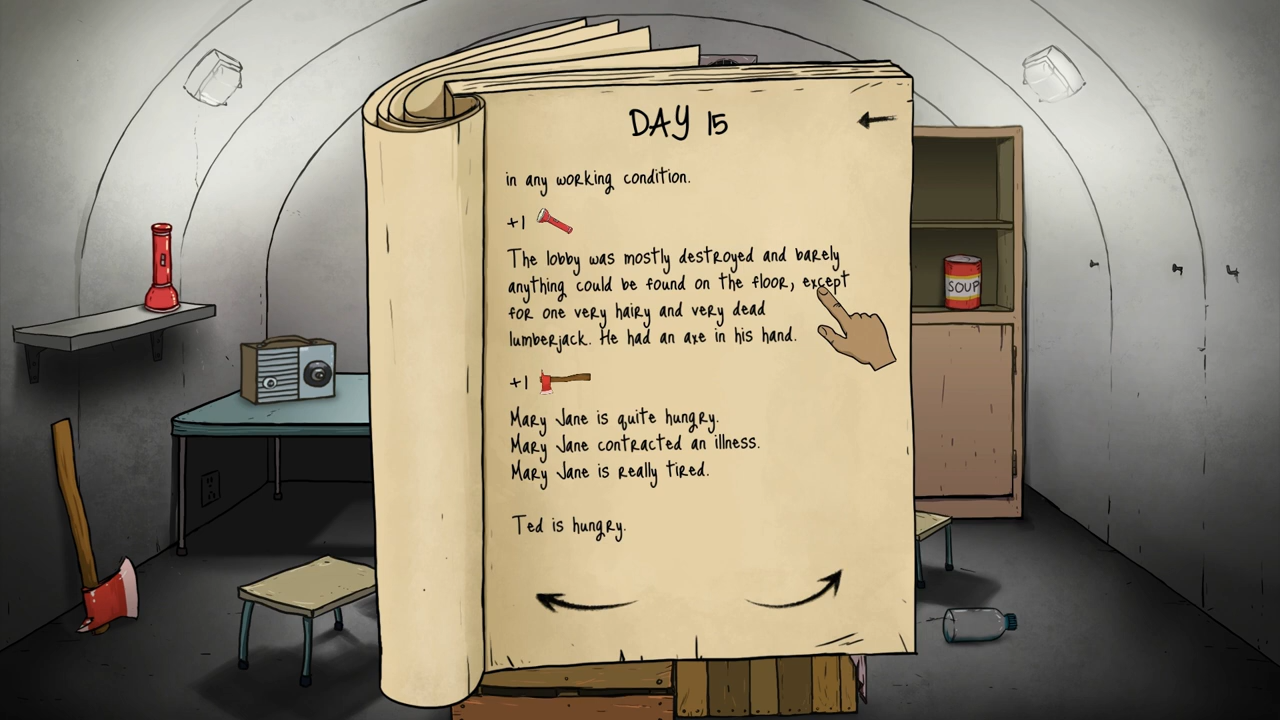 DAY 15
in any working condition.
+1
The lobby was mostly destroyed and barely
anything could be found on the floor, except
for one very hairy and very dead
lumberjack. He had an axe in his hand.
+1
Mary Jane is quite hungry.
Mary Jane contracted an illness.
Mary Jane is really tired.
Ted is hungry.
SOUP